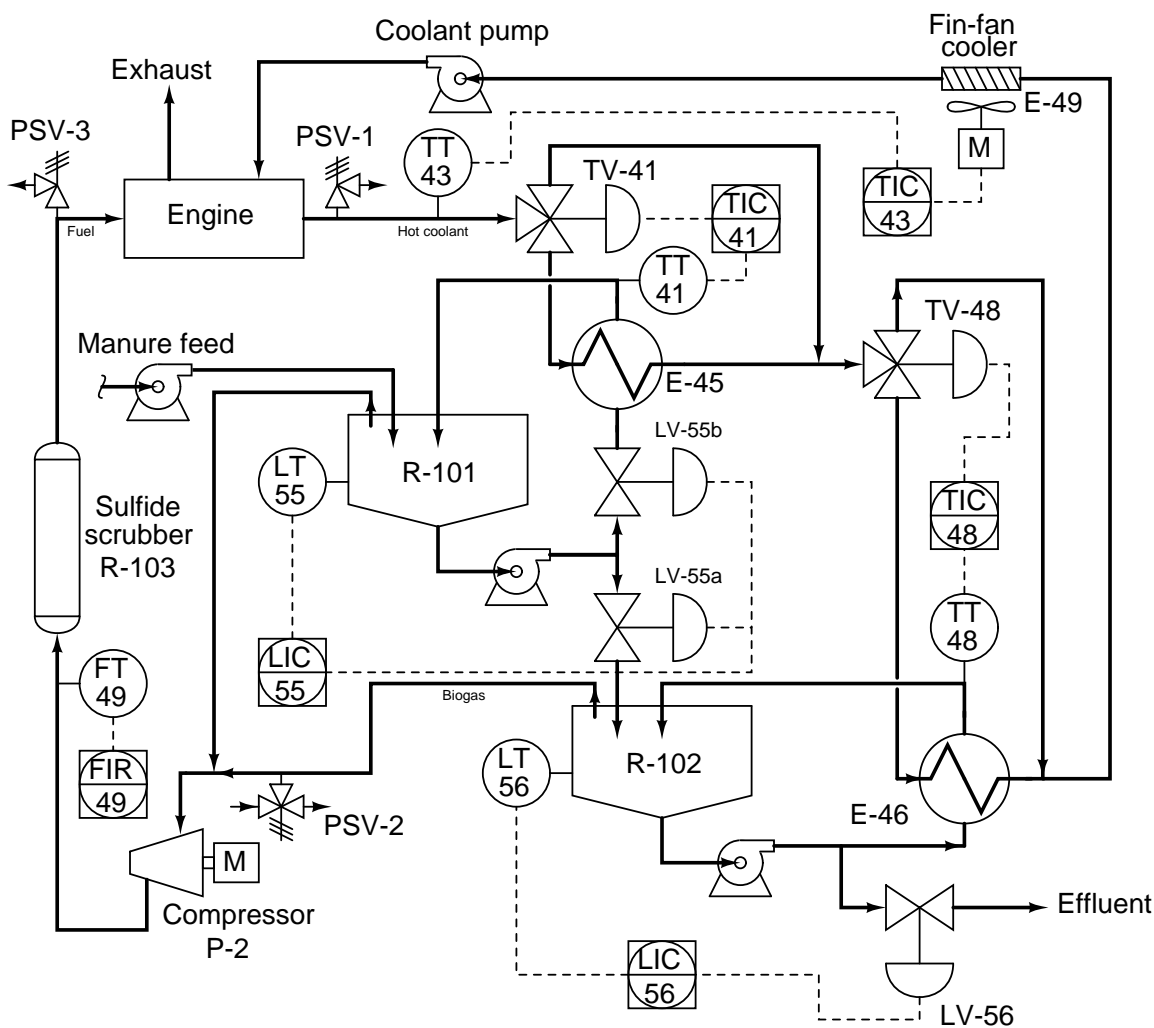 Coolant pump
Fin-fan
cooler
Exhaust
E-49
PSV-3
PSV-1
TT
43
M
TV-41
TIC
43
Engine
TIC
41
Fuel
Hot coolant
TT
41
TV-48
Manure feed
E-45
LV-55b
LT
55
R-101
TIC
48
Sulfide
scrubber
R-103
LV-55a
TT
48
FT
49
LIC
55
Biogas
FIR
49
LT
56
R-102
PSV-2
E-46
M
Compressor
P-2
Effluent
LIC
56
LV-56